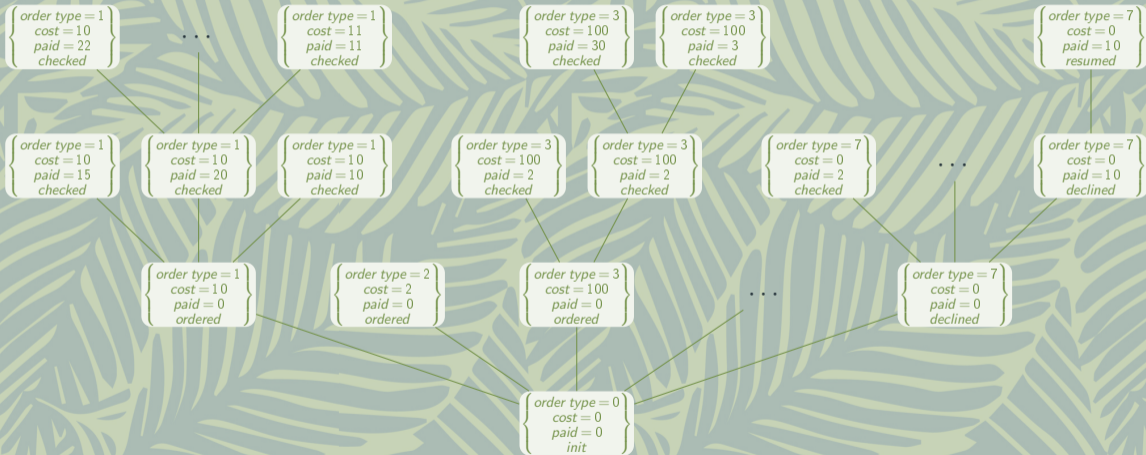 order type = 1
cost = 10
paid = 22
checked
...
order type = 1
cost = 11
paid = 11
checked
order type = 3
cost = 100
paid = 30
checked
order type = 3
cost = 100
paid = 3
checked
order type = 7
cost = 0
paid = 10
resumed
order type = 1
cost = 10
paid = 15
checked
order type = 1
cost = 10
paid = 20
checked
order type = 1
cost = 10
paid = 10
checked
order type = 3
cost = 100
paid = 2
checked
order type = 3
cost = 100
paid = 2
checked
order type = 7
cost = 0
paid = 2
checked
...
order type = 7
cost = 0
paid = 10
declined
order type = 1
cost = 10
paid = 0
ordered
order type = 2
cost = 2
paid = 0
ordered
order type = 3
cost = 100
paid = 0
ordered
...
order type = 7
cost = 0
paid = 0
declined
order type = 0
cost = 0
paid = 0
init